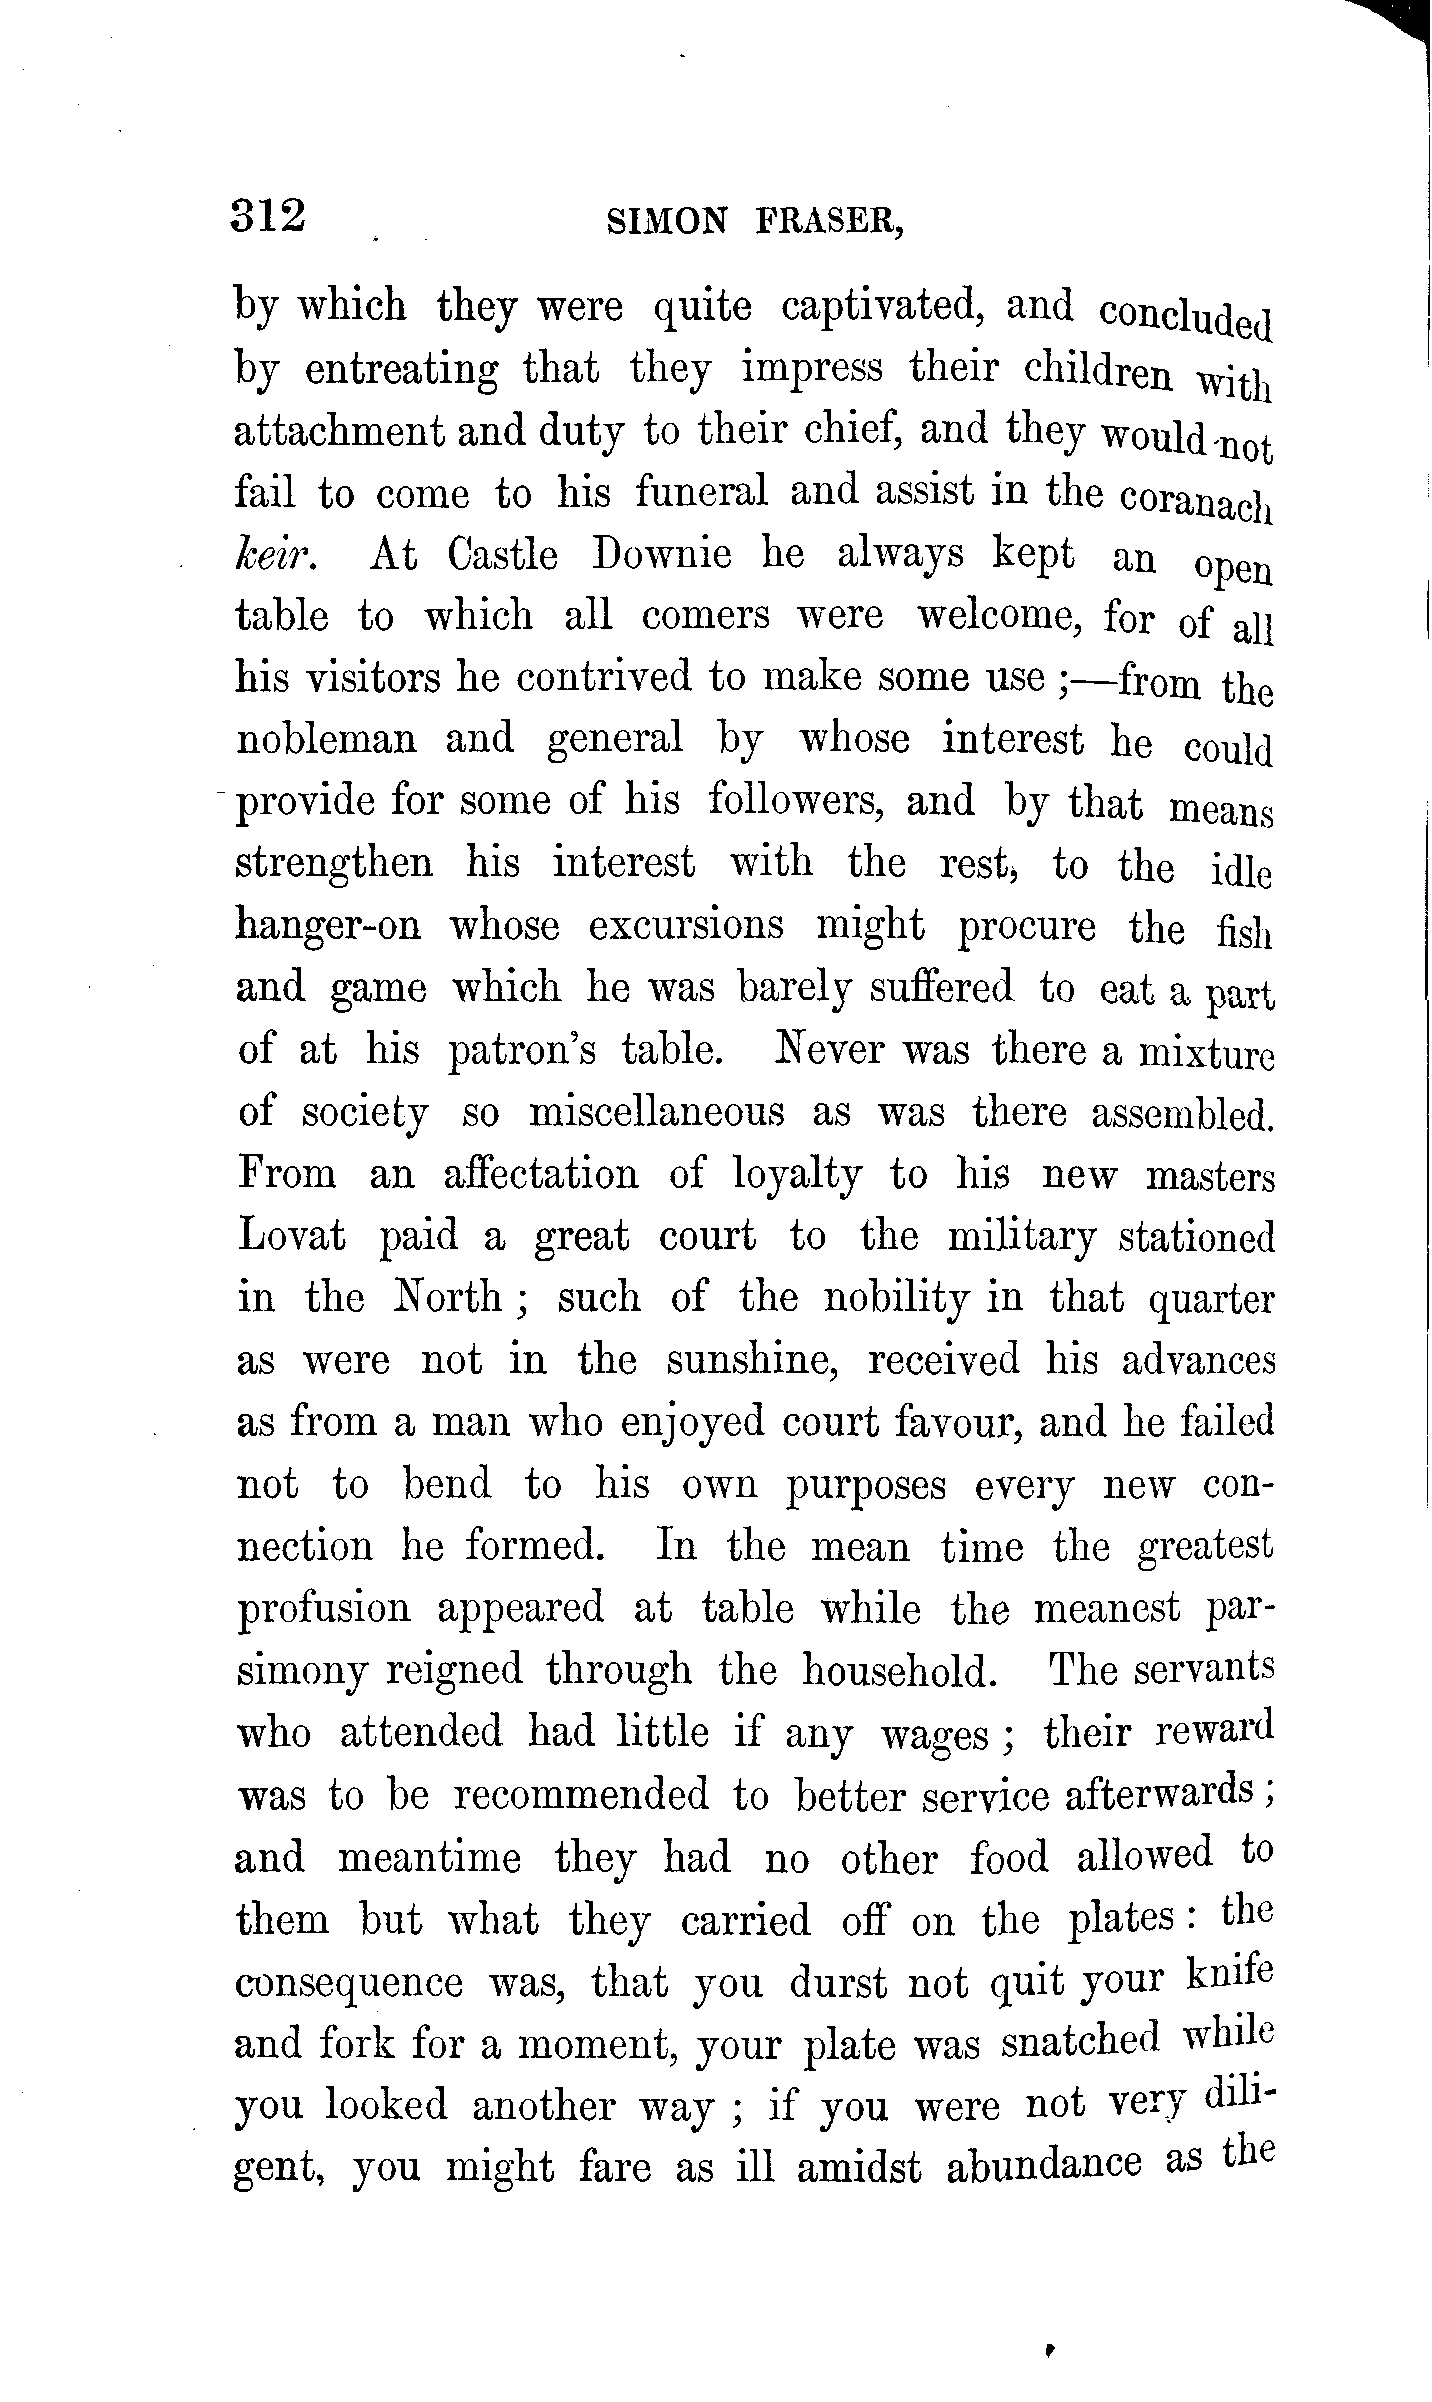 312 SIMON FRASER,
by which they were quite captivated, and concluded
by entreating that they impress their children with
attachment and duty to their chief, and they would not
fail to come to his funeral and assist in the coranach
keir. At Castle Downie he always kept an open
table to which all comers were welcome, for of all
his visitors he contrived to make some use ;—from the
nobleman and general by whose interest he could
provide for some of his followers, and by that means
strengthen his interest with the rest, to the idle
hanger-on whose excursions might procure the fish
and game which he was barely suffered to eat a part
of at his patron's table. Never was there a mixture
of society so miscellaneous as was there assembled.
From an affectation of loyalty to his new masters
Lovat paid a great court to the military stationed
in the North ; such of the nobility in that quarter
as were not in the sunshine, received his advances
as from a man who enjoyed court favour, and he failed
not to bend to his own purposes every new con-
nection he formed. In the mean time the greatest
profusion appeared at table while the meanest par-
simony reigned through the household. The servants
who attended had little if any wages ; their reward
was to be recommended to better service afterwards ;
and meantime they had no other food allowed to
them but what they carried off on the plates : the
consequence was, that you durst not quit your knife
and fork for a moment, your plate was snatched while
you looked another way ; if you were not very dili-
gent, you might fare as ill amidst abundance as the